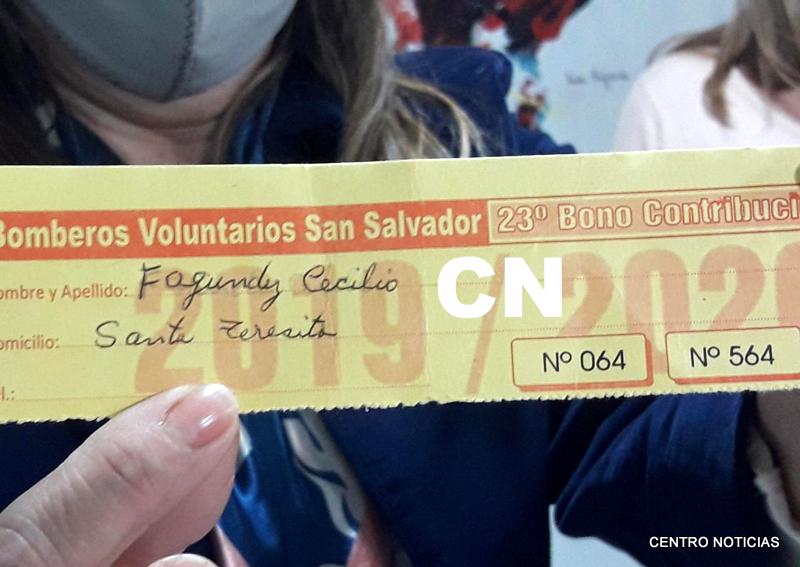 Bomberos Voluntarios San Salvador 23º Bono Contribuci
2019/2020
ombre y Apellido: Fagundez Cecilio
omicilio: Santa Teresita
CN
Nº 064 Nº 564
l.:
CENTRO NOTICIAS